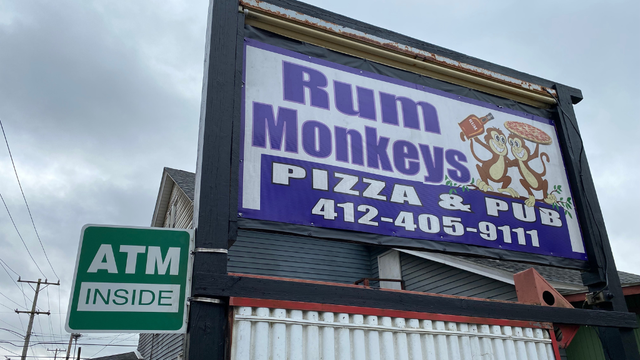 Rum
Monkeys
PIZZA & PUB
412-405-9111
ATM
INSIDE